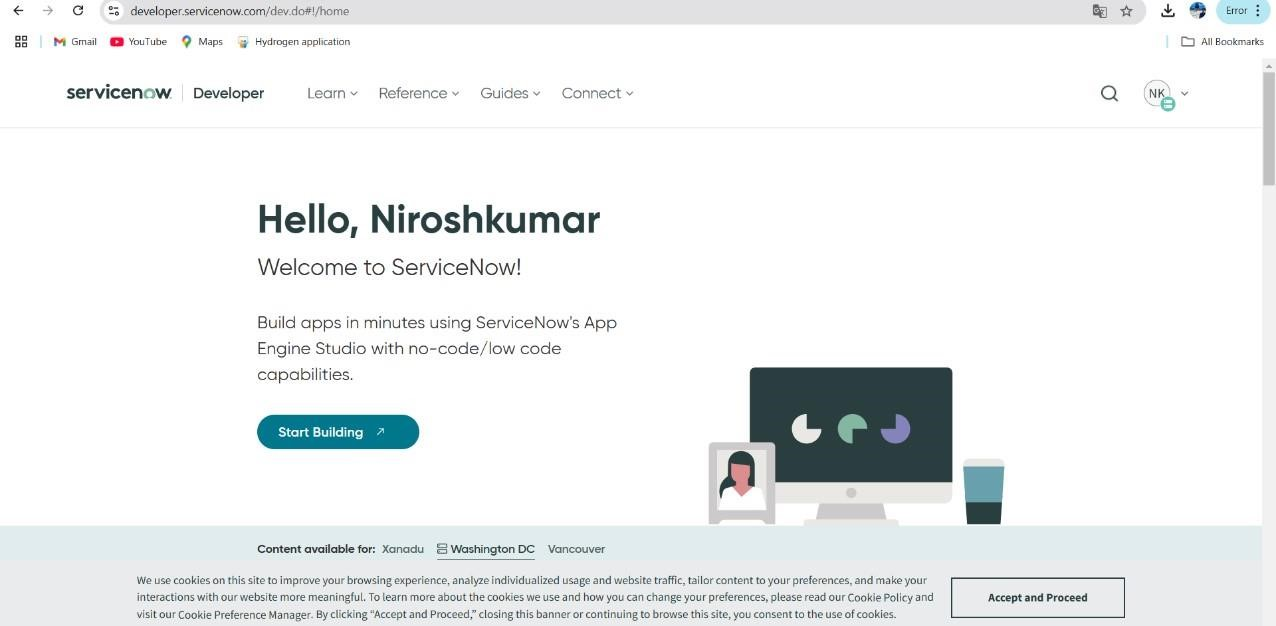 developer.servicenow.com/dev.do#!/home
Error
Gmail YouTube Maps Hydrogen application All Bookmarks
servicenow Developer Learn Reference Guides Connect NK
Hello, Niroshkumar
Welcome to ServiceNow!
Build apps in minutes using ServiceNow's App
Engine Studio with no-code/low code
capabilities.
Start Building
Content available for: Xanadu Washington DC Vancouver
We use cookies on this site to improve your browsing experience, analyze individualized usage and website traffic, tailor content to your preferences, and make your
interactions with our website more meaningful. To learn more about the cookies we use and how you can change your preferences, please read our Cookie Policy and
visit our Cookie Preference Manager. By clicking “Accept and Proceed,” closing this banner or continuing to browse this site, you consent to the use of cookies.
Accept and Proceed